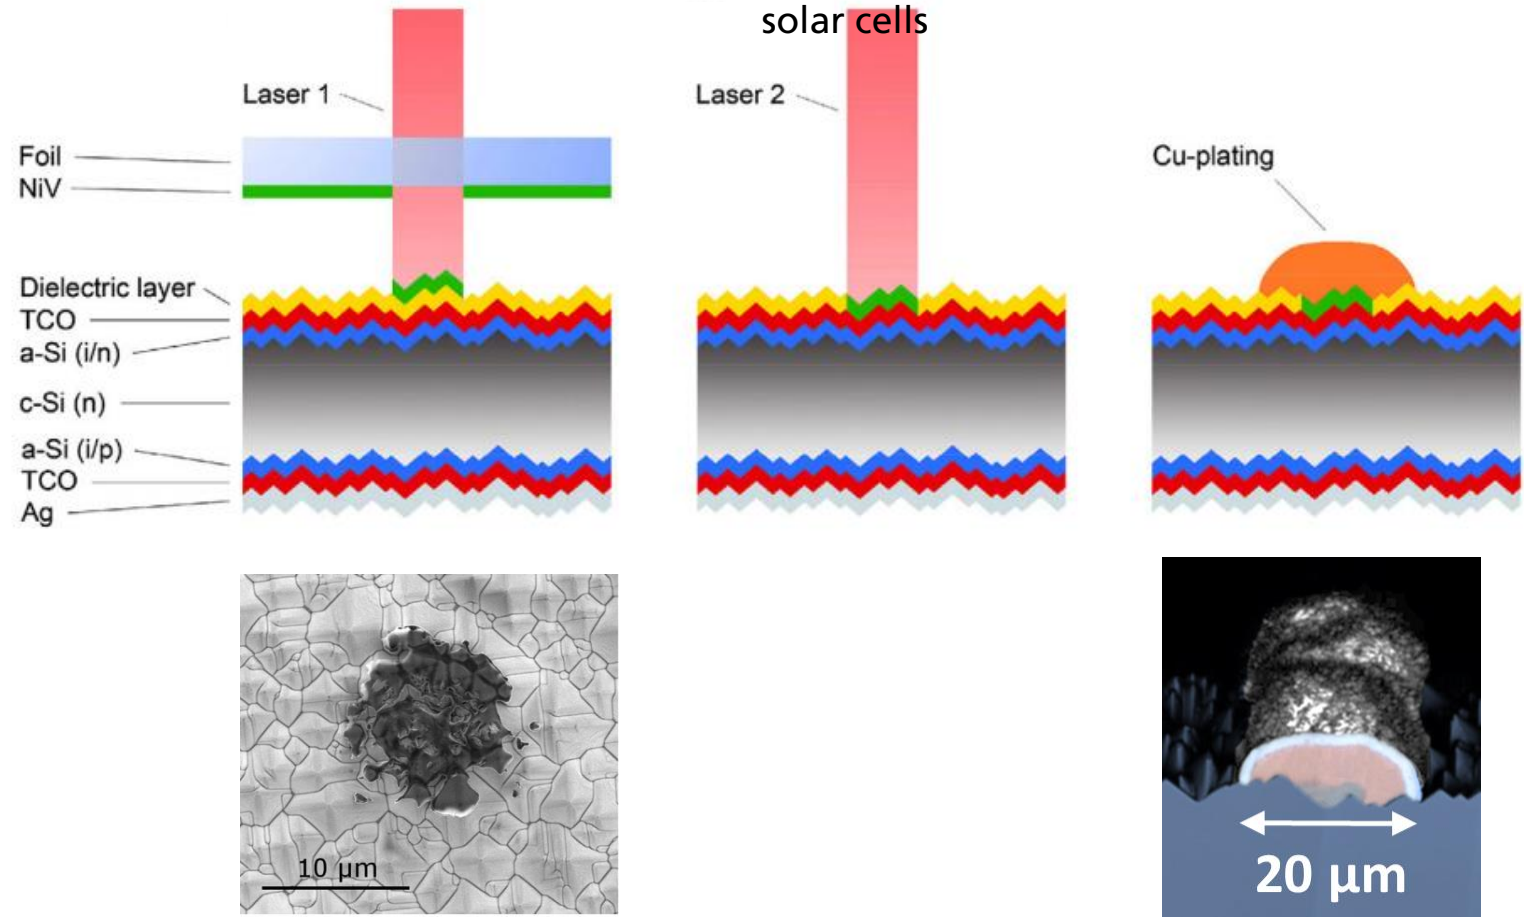 solar cells
Laser 1
Laser 2
Foil
NiV
Cu-plating
Dielectric layer
TCO
a-Si (i/n)
c-Si (n)
a-Si (i/p)
TCO
Ag
10 µm
20 µm